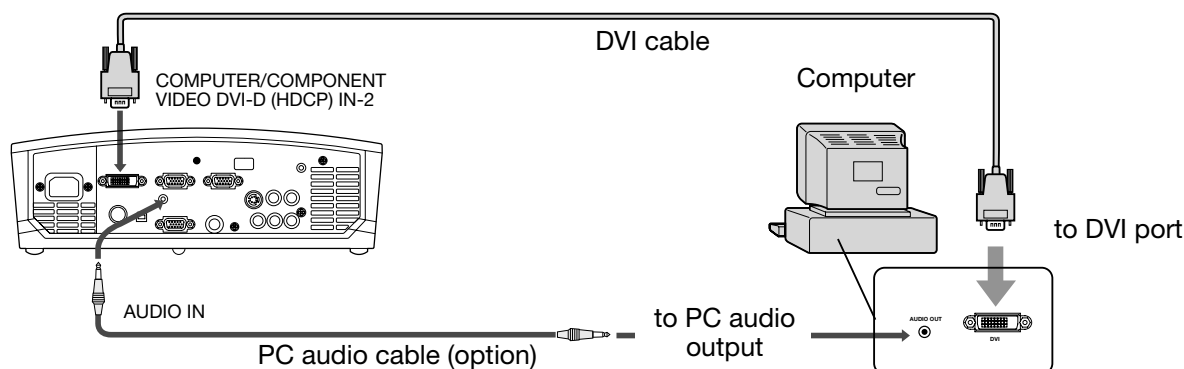 DVI cable
COMPUTER/COMPONENT
VIDEO DVI-D (HDCP) IN-2
Computer
to DVI port
AUDIO IN
PC audio cable (option)
to PC audio
output
AUDIO OUT
DVI